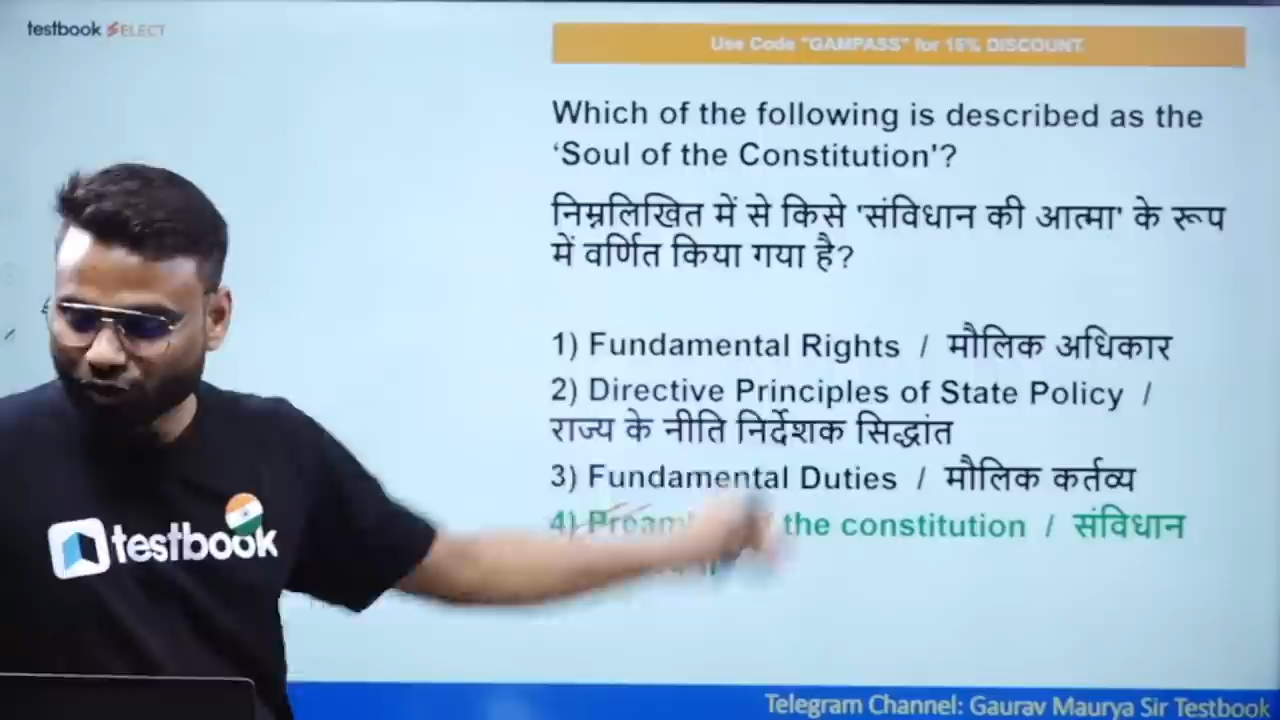 testbook SELECT
Use Code "GAMPASS" for 15% DISCOUNT
Which of the following is described as the
‘Soul of the Constitution'?
निम्नलिखित में से किसे 'संविधान की आत्मा' के रूप
में वर्णित किया गया है?
1) Fundamental Rights / मौलिक अधिकार
2) Directive Principles of State Policy /
राज्य के नीति निर्देशक सिद्धांत
3) Fundamental Duties / मौलिक कर्तव्य
4) the constitution / संविधान
testbook
Telegram Channel: Gaurav Maurya Sir Testbook